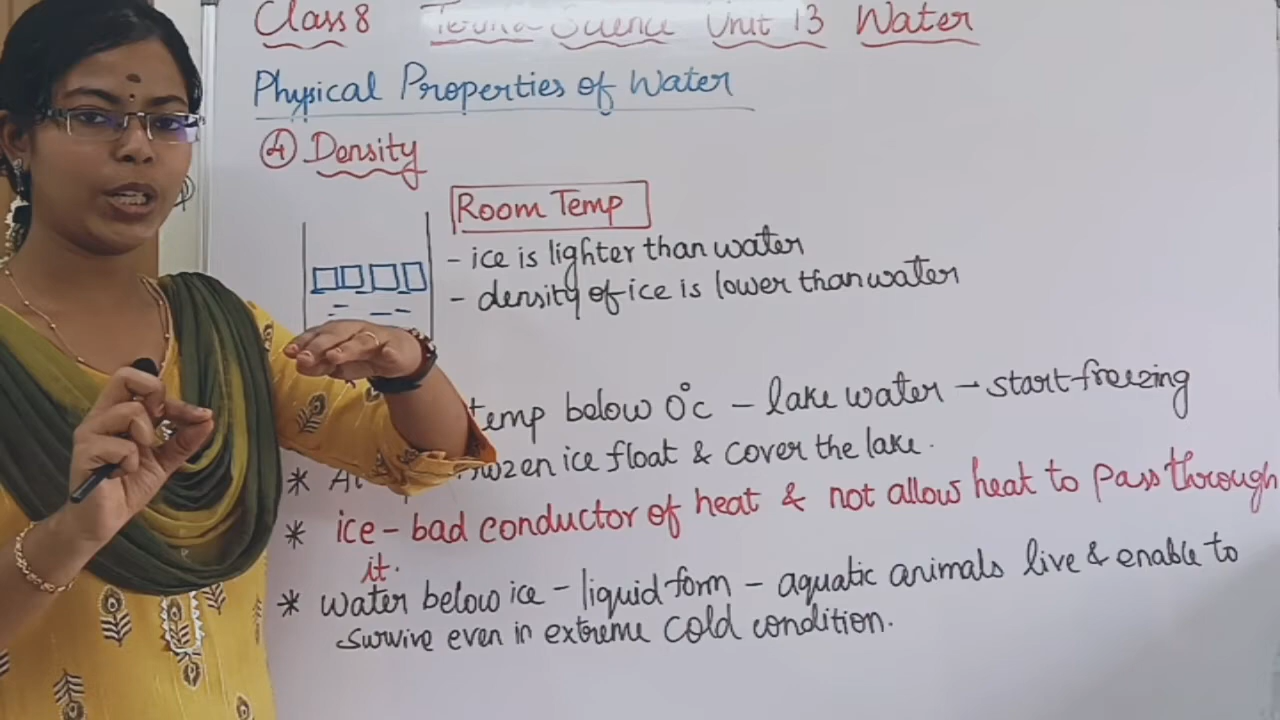 Class 8 Science Unit 13 Water
Physical Properties of Water
④ Density
Room Temp
- ice is lighter than water
- density of ice is lower than water
temp below 0°c - lake water → start freezing
* ice float & cover the lake.
* ice - bad conductor of heat & not allow heat to pass through
it.
* water below ice - liquid form - aquatic animals live & enable to
survive even in extreme cold condition.